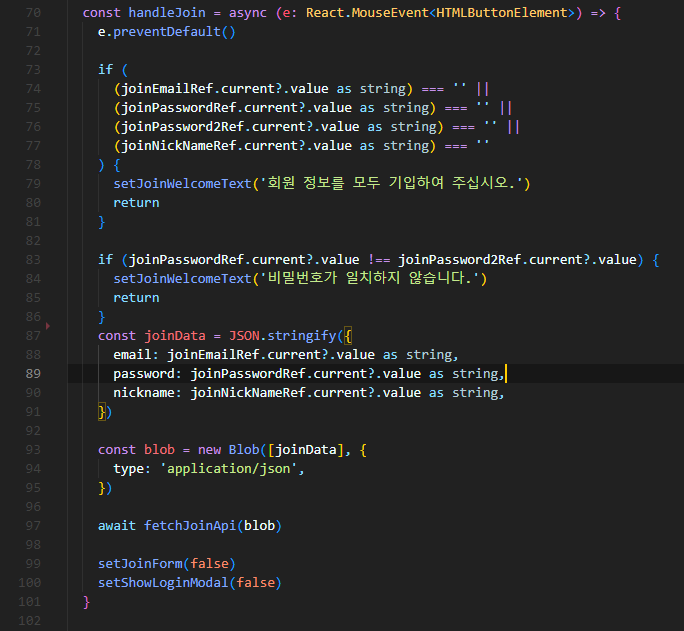 70 const handleJoin = async (e: React.MouseEvent<HTMLButtonElement>) => {
71 e.preventDefault()
72
73 if (
74 (joinEmailRef.current?.value as string) === '' ||
75 (joinPasswordRef.current?.value as string) === '' ||
76 (joinPassword2Ref.current?.value as string) === '' ||
77 (joinNickNameRef.current?.value as string) === ''
78 ) {
79 setJoinWelcomeText('회원 정보를 모두 기입하여 주십시오.')
80 return
81 }
82
83 if (joinPasswordRef.current?.value !== joinPassword2Ref.current?.value) {
84 setJoinWelcomeText('비밀번호가 일치하지 않습니다.')
85 return
86 }
87 const joinData = JSON.stringify({
88 email: joinEmailRef.current?.value as string,
89 password: joinPasswordRef.current?.value as string,
90 nickname: joinNickNameRef.current?.value as string,
91 })
92
93 const blob = new Blob([joinData], {
94 type: 'application/json',
95 })
96
97 await fetchJoinApi(blob)
98
99 setJoinForm(false)
100 setShowLoginModal(false)
101 }
102